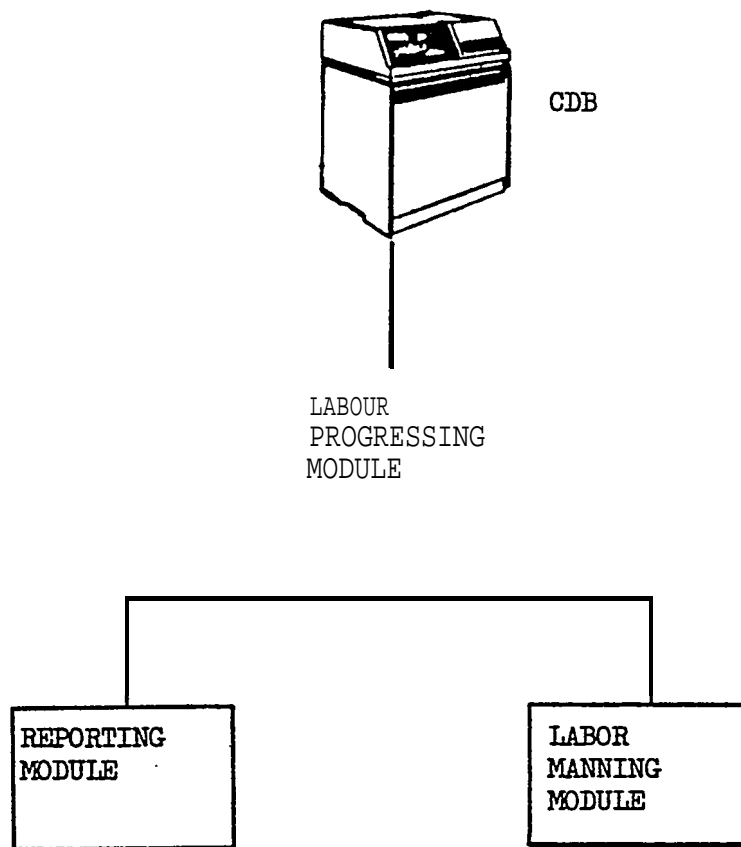 CDB
LABOUR
PROGRESSING
MODULE
REPORTING
MODULE
LABOR
MANNING
MODULE